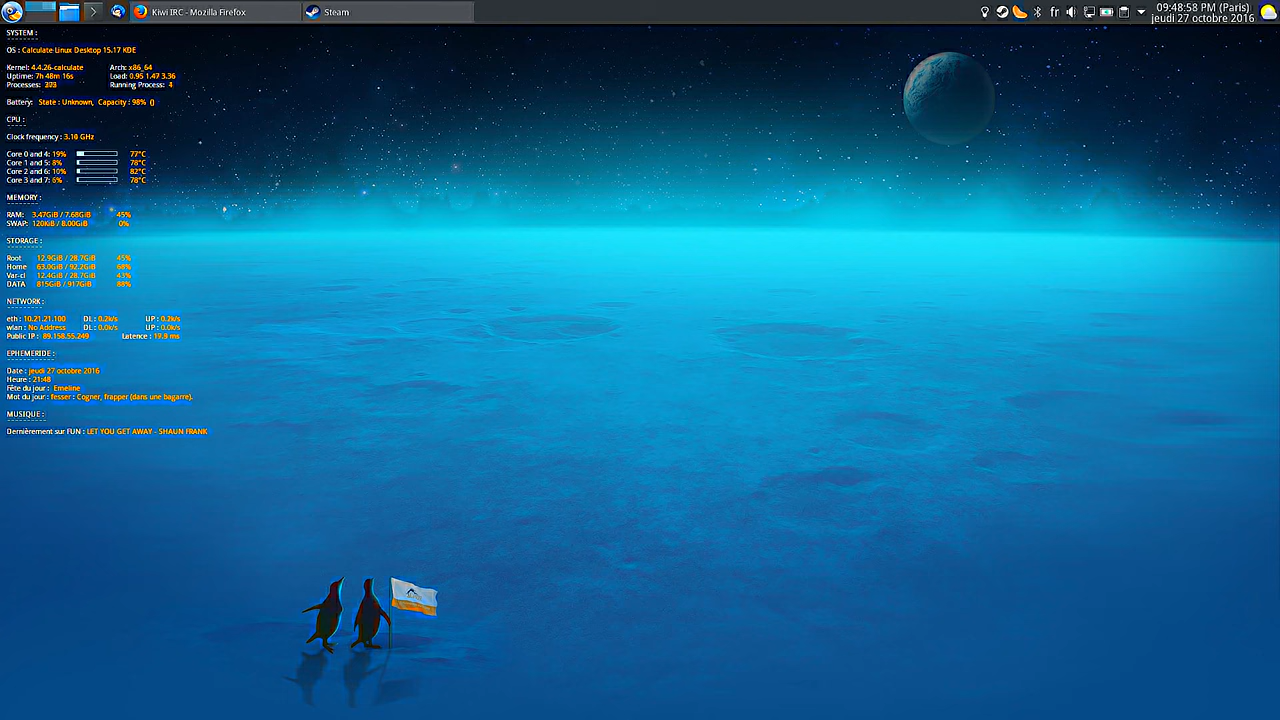 Kiwi IRC - Mozilla Firefox
Steam
fr
09:48:58 PM (Paris).
jeudi 27 octobre 2016
SYSTEM :
OS : Calculate Linux Desktop 15.17 KDE
Kernel: 4.4.26-calculate Arch: x86_64
Uptime: 7h 48m 16s Load: 0.95 1.47 3.36
Processes: 273 Running Process: 4
Battery: State : Unknown, Capacity : 98% ()
CPU :
Clock frequency : 3.10 GHz
Core 0 and 4: 19% 77°C
Core 1 and 5: 8% 78°C
Core 2 and 6: 10% 82°C
Core 3 and 7: 6% 78°C
MEMORY :
RAM: 3.47GiB / 7.68GiB 45%
SWAP: 120KiB / 8.00GiB 0%
STORAGE :
Root 12.9GiB / 28.7GiB 45%
Home 63.0GiB / 92.2GiB 68%
Var-cl 12.4GiB / 28.7GiB 43%
DATA 815GiB / 917GiB 88%
NETWORK :
eth : 10.21.21.100 DL : 0.2k/s UP : 0.2k/s
wlan : No Address DL : 0.0k/s UP : 0.0k/s
Public IP : 89.158.55.249 Latence : 19.9 ms
EPHEMERIDE :
Date : jeudi 27 octobre 2016
Heure : 21:48
Fête du jour : Emeline
Mot du jour : fesser : Cogner, frapper (dans une bagarre).
MUSIQUE :
Dernièrement sur FUN : LET YOU GET AWAY - SHAUN FRANK